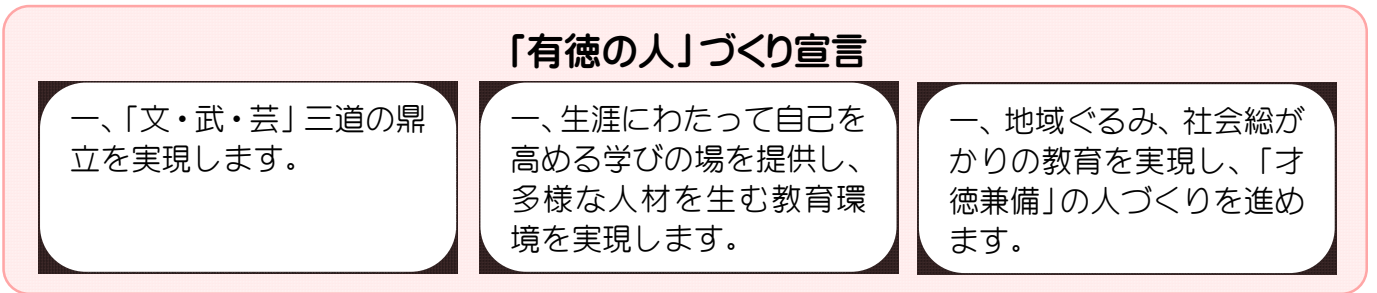 「有徳の人」づくり宣言
一、「文・武・芸」三道の鼎
立を実現します。
一、生涯にわたって自己を
高める学びの場を提供し、
多様な人材を生む教育環
境を実現します。
一、地域ぐるみ、社会総が
かりの教育を実現し、「才
徳兼備」の人づくりを進め
ます。